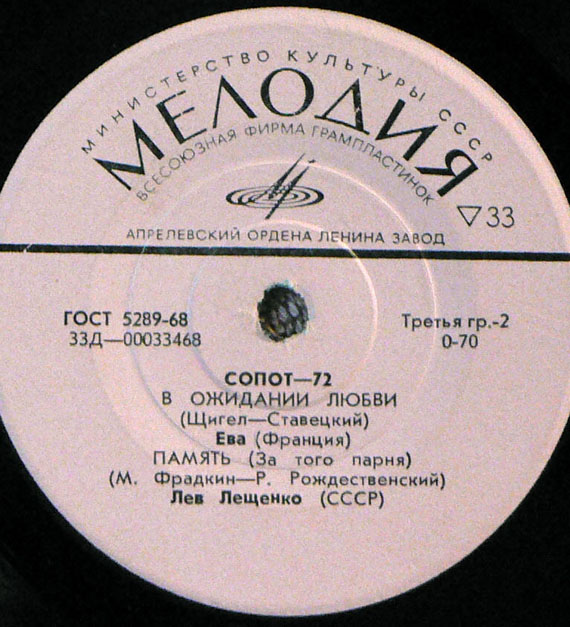 МИНИСТЕРСТВО КУЛЬТУРЫ СССР
МЕЛОДИЯ
ВСЕСОЮЗНАЯ ФИРМА ГРАМПЛАСТИНОК
▽33
АПРЕЛЕВСКИЙ ОРДЕНА ЛЕНИНА ЗАВОД
ГОСТ 5289-68
33Д—00033468
Третья гр.-2
0-70
СОПОТ—72
В ОЖИДАНИИ ЛЮБВИ
(Щигел—Ставецкий)
Ева (Франция)
ПАМЯТЬ (За того парня)
(М. Фрадкин—Р. Рождественский)
Лев Лещенко (СССР)